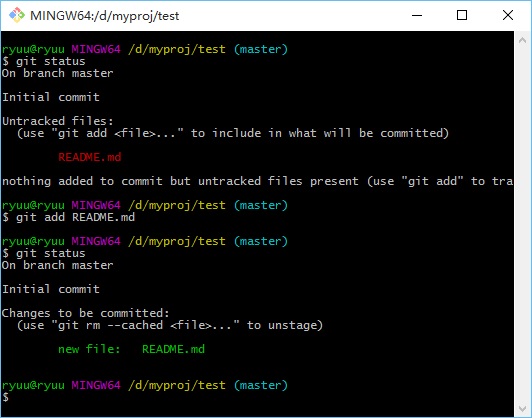 MINGW64:/d/myproj/test
ryuu@ryuu MINGW64 /d/myproj/test (master)
$ git status
On branch master
Initial commit
Untracked files:
  (use "git add <file>..." to include in what will be committed)
        README.md
nothing added to commit but untracked files present (use "git add" to tra
ryuu@ryuu MINGW64 /d/myproj/test (master)
$ git add README.md
ryuu@ryuu MINGW64 /d/myproj/test (master)
$ git status
On branch master
Initial commit
Changes to be committed:
  (use "git rm --cached <file>..." to unstage)
        new file:   README.md
ryuu@ryuu MINGW64 /d/myproj/test (master)
$